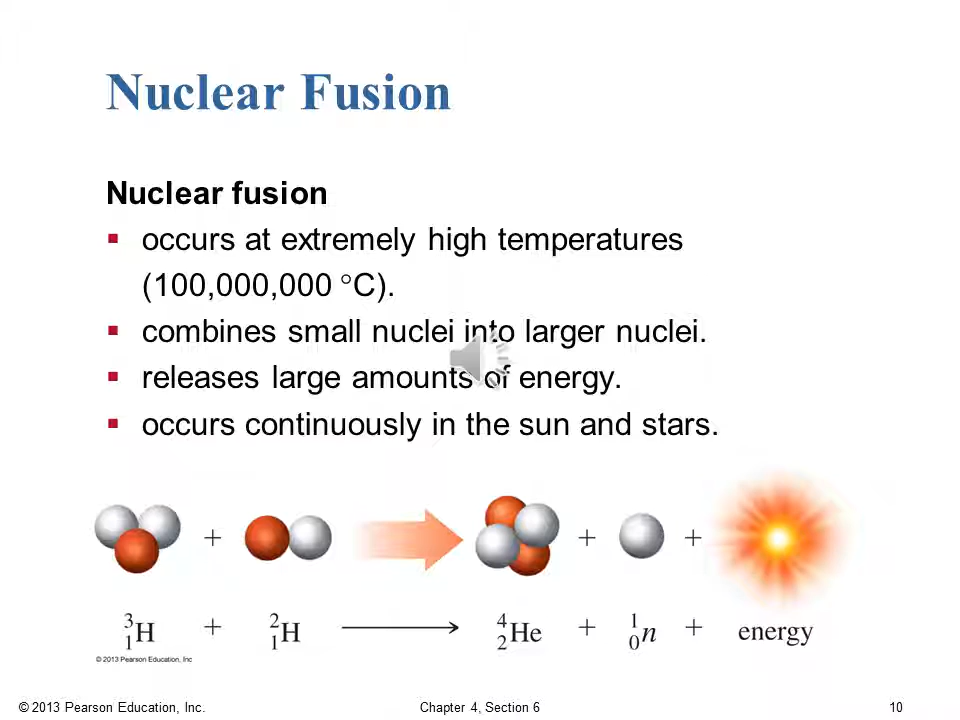 Nuclear Fusion
Nuclear fusion
▪ occurs at extremely high temperatures
(100,000,000 °C).
▪ combines small nuclei into larger nuclei.
▪ releases large amounts of energy.
▪ occurs continuously in the sun and stars.
+ + +
³₁H + ²₁H ⟶ ⁴₂He + ¹₀n + energy
© 2013 Pearson Education, Inc
© 2013 Pearson Education, Inc. Chapter 4, Section 6 10